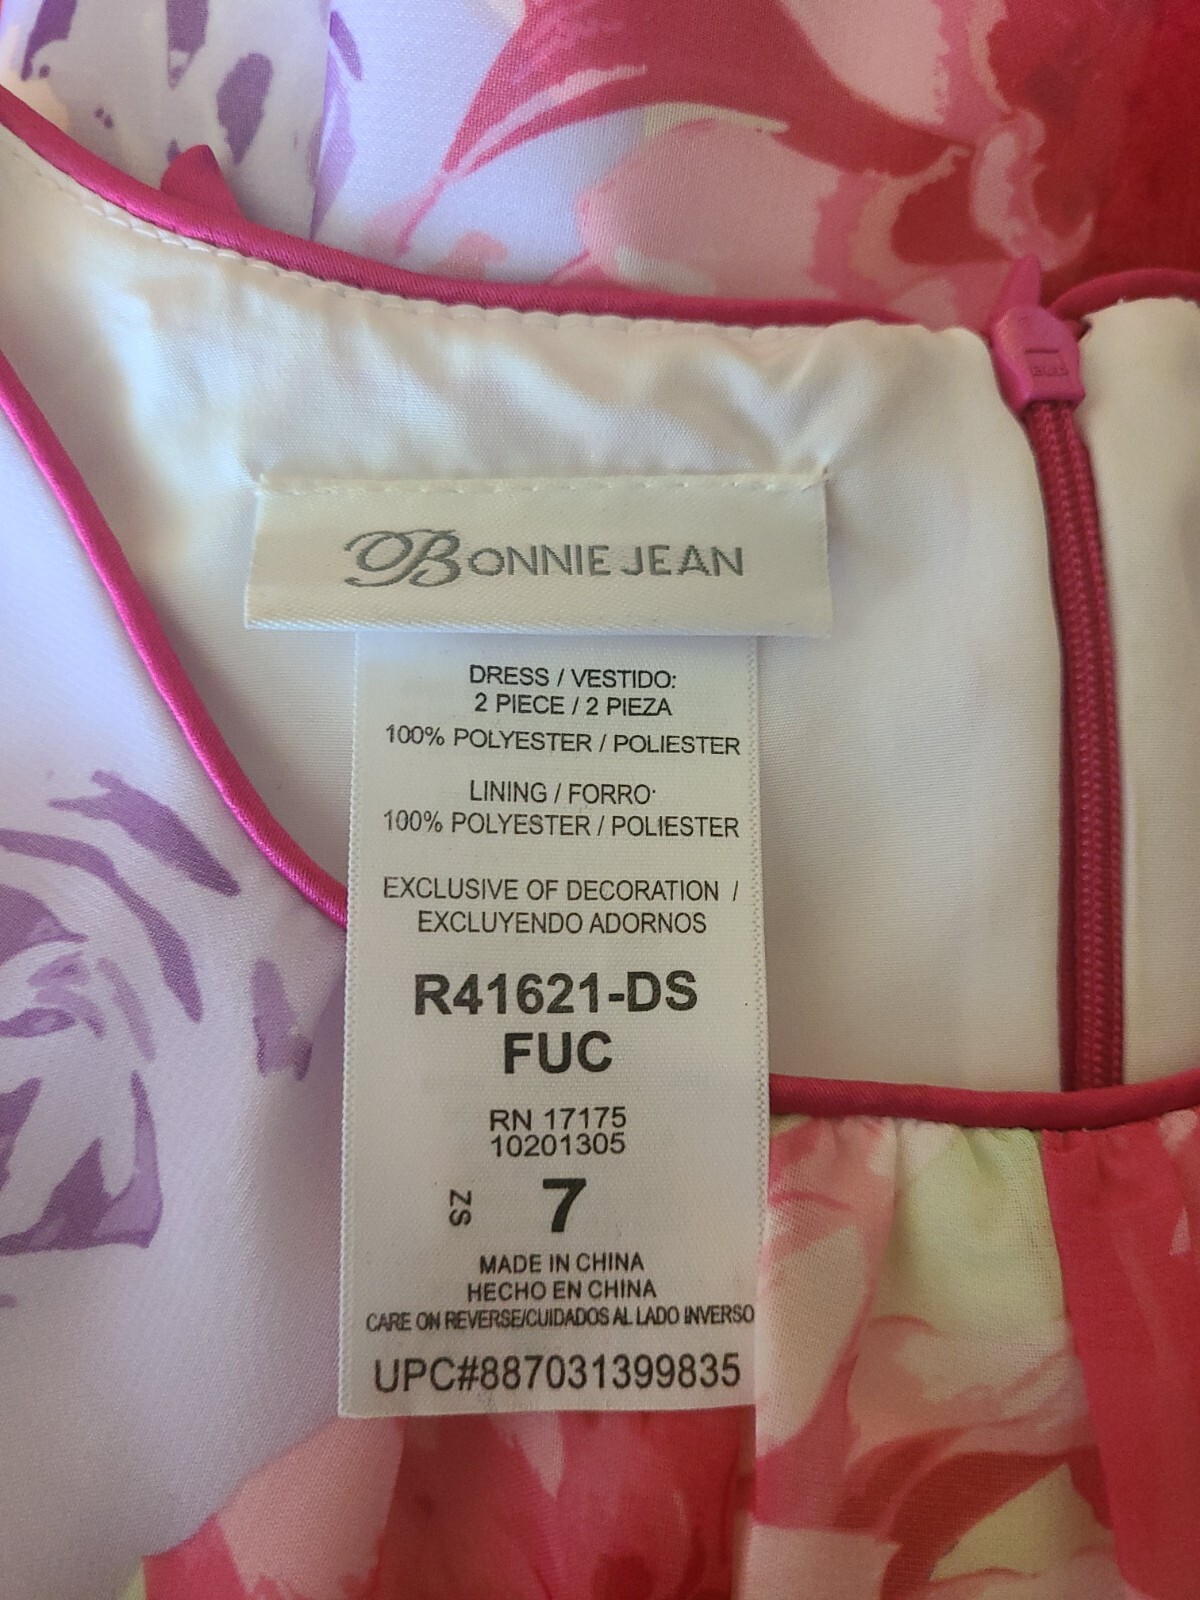 BONNIE JEAN
DRESS / VESTIDO:
2 PIECE / 2 PIEZA
100% POLYESTER / POLIESTER
LINING / FORRO:
100% POLYESTER / POLIESTER
EXCLUSIVE OF DECORATION /
EXCLUYENDO ADORNOS
R41621-DS
FUC
RN 17175
10201305
ZS 7
MADE IN CHINA
HECHO EN CHINA
CARE ON REVERSE/CUIDADOS AL LADO INVERSO
UPC#887031399835